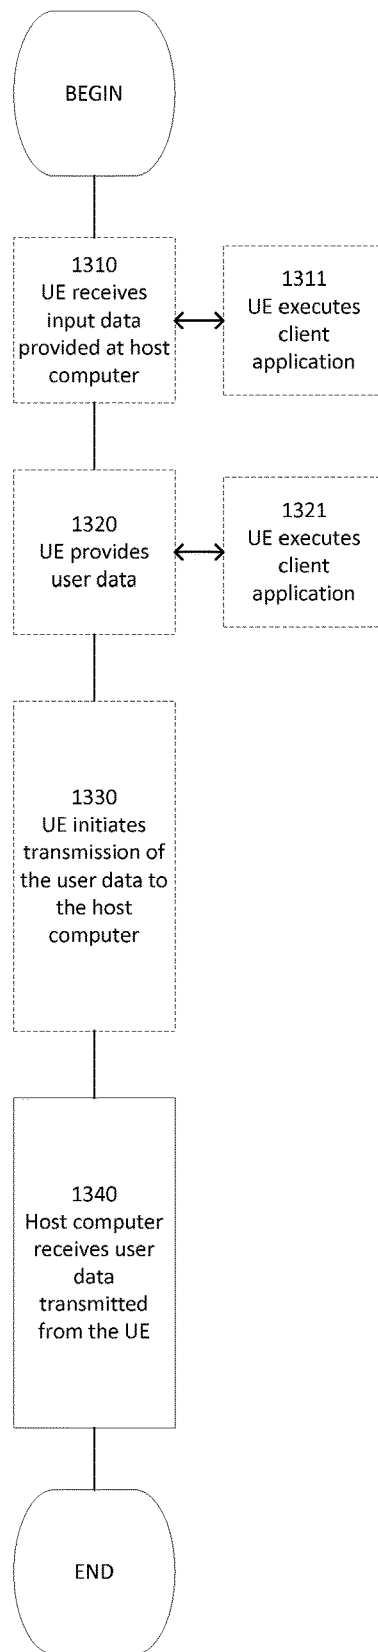 BEGIN
1310
UE receives
input data
provided at host
computer
1311
UE executes
client
application
1320
UE provides
user data
1321
UE executes
client
application
1330
UE initiates
transmission of
the user data to
the host
computer
1340
Host computer
receives user
data
transmitted
from the UE
END